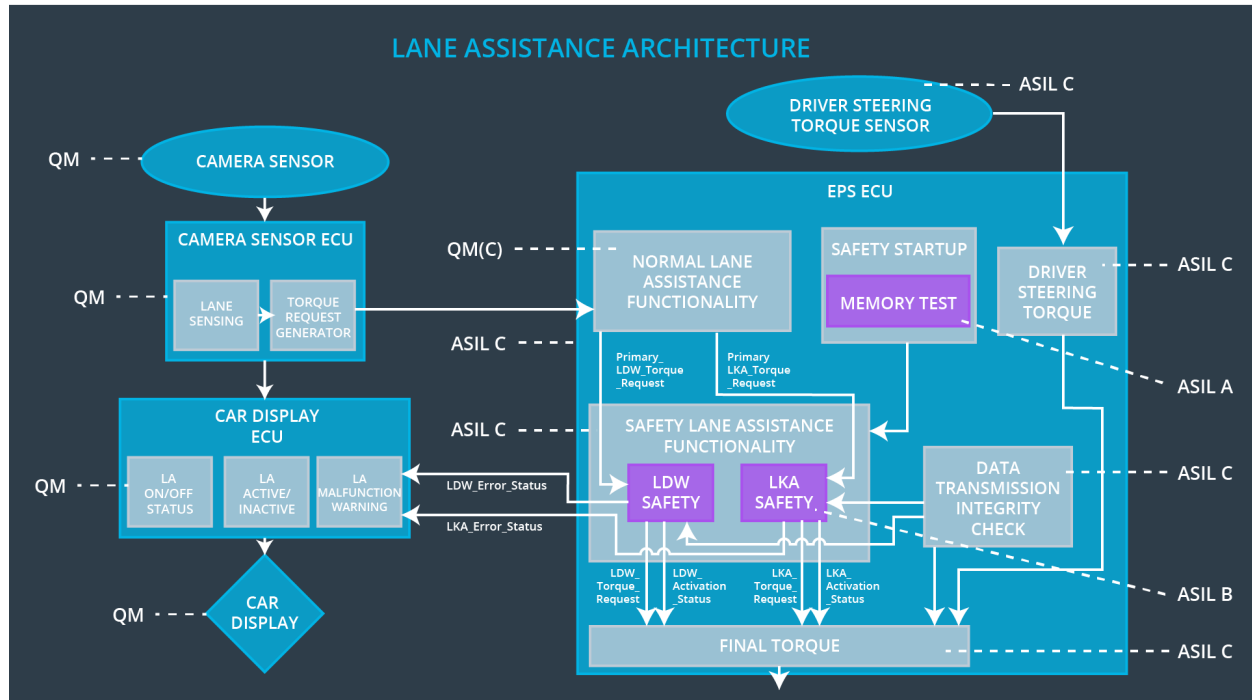 LANE ASSISTANCE ARCHITECTURE
ASIL C
DRIVER STEERING
TORQUE SENSOR
QM
CAMERA SENSOR
EPS ECU
CAMERA SENSOR ECU
QM
LANE
SENSING
TORQUE
REQUEST
GENERATOR
QM(C)
NORMAL LANE
ASSISTANCE
FUNCTIONALITY
SAFETY STARTUP
MEMORY TEST
DRIVER
STEERING
TORQUE
ASIL C
ASIL C
ASIL A
Primary_
LDW_Torque
_Request
Primary
LKA_Torque
_Request
CAR DISPLAY
ECU
QM
LA
ON/OFF
STATUS
LA
ACTIVE/
INACTIVE
LA
MALFUNCTION
WARNING
LDW_Error_Status
LKA_Error_Status
ASIL C
SAFETY LANE ASSISTANCE
FUNCTIONALITY
LDW
SAFETY
LKA
SAFETY
DATA
TRANSMISSION
INTEGRITY
CHECK
ASIL C
LDW_
Torque_
Request
LDW_
Activation
_Status
LKA_
Torque_
Request
LKA_
Activation
_Status
ASIL B
QM
CAR
DISPLAY
FINAL TORQUE
ASIL C